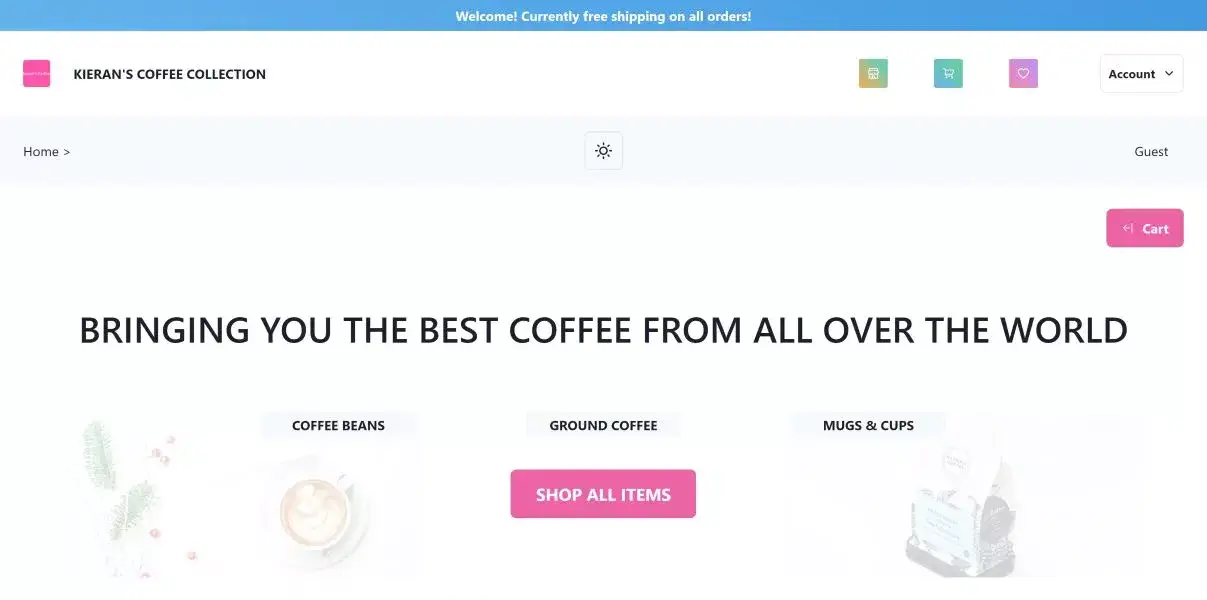 Welcome! Currently free shipping on all orders!
KIERAN'S COFFEE COLLECTION
Account
Home >
Guest
Cart
BRINGING YOU THE BEST COFFEE FROM ALL OVER THE WORLD
COFFEE BEANS
GROUND COFFEE
MUGS & CUPS
SHOP ALL ITEMS